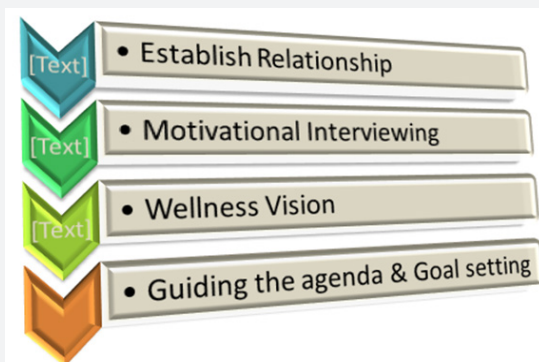 [Text]
• Establish Relationship
[Text]
• Motivational Interviewing
[Text]
• Wellness Vision
• Guiding the agenda & Goal setting